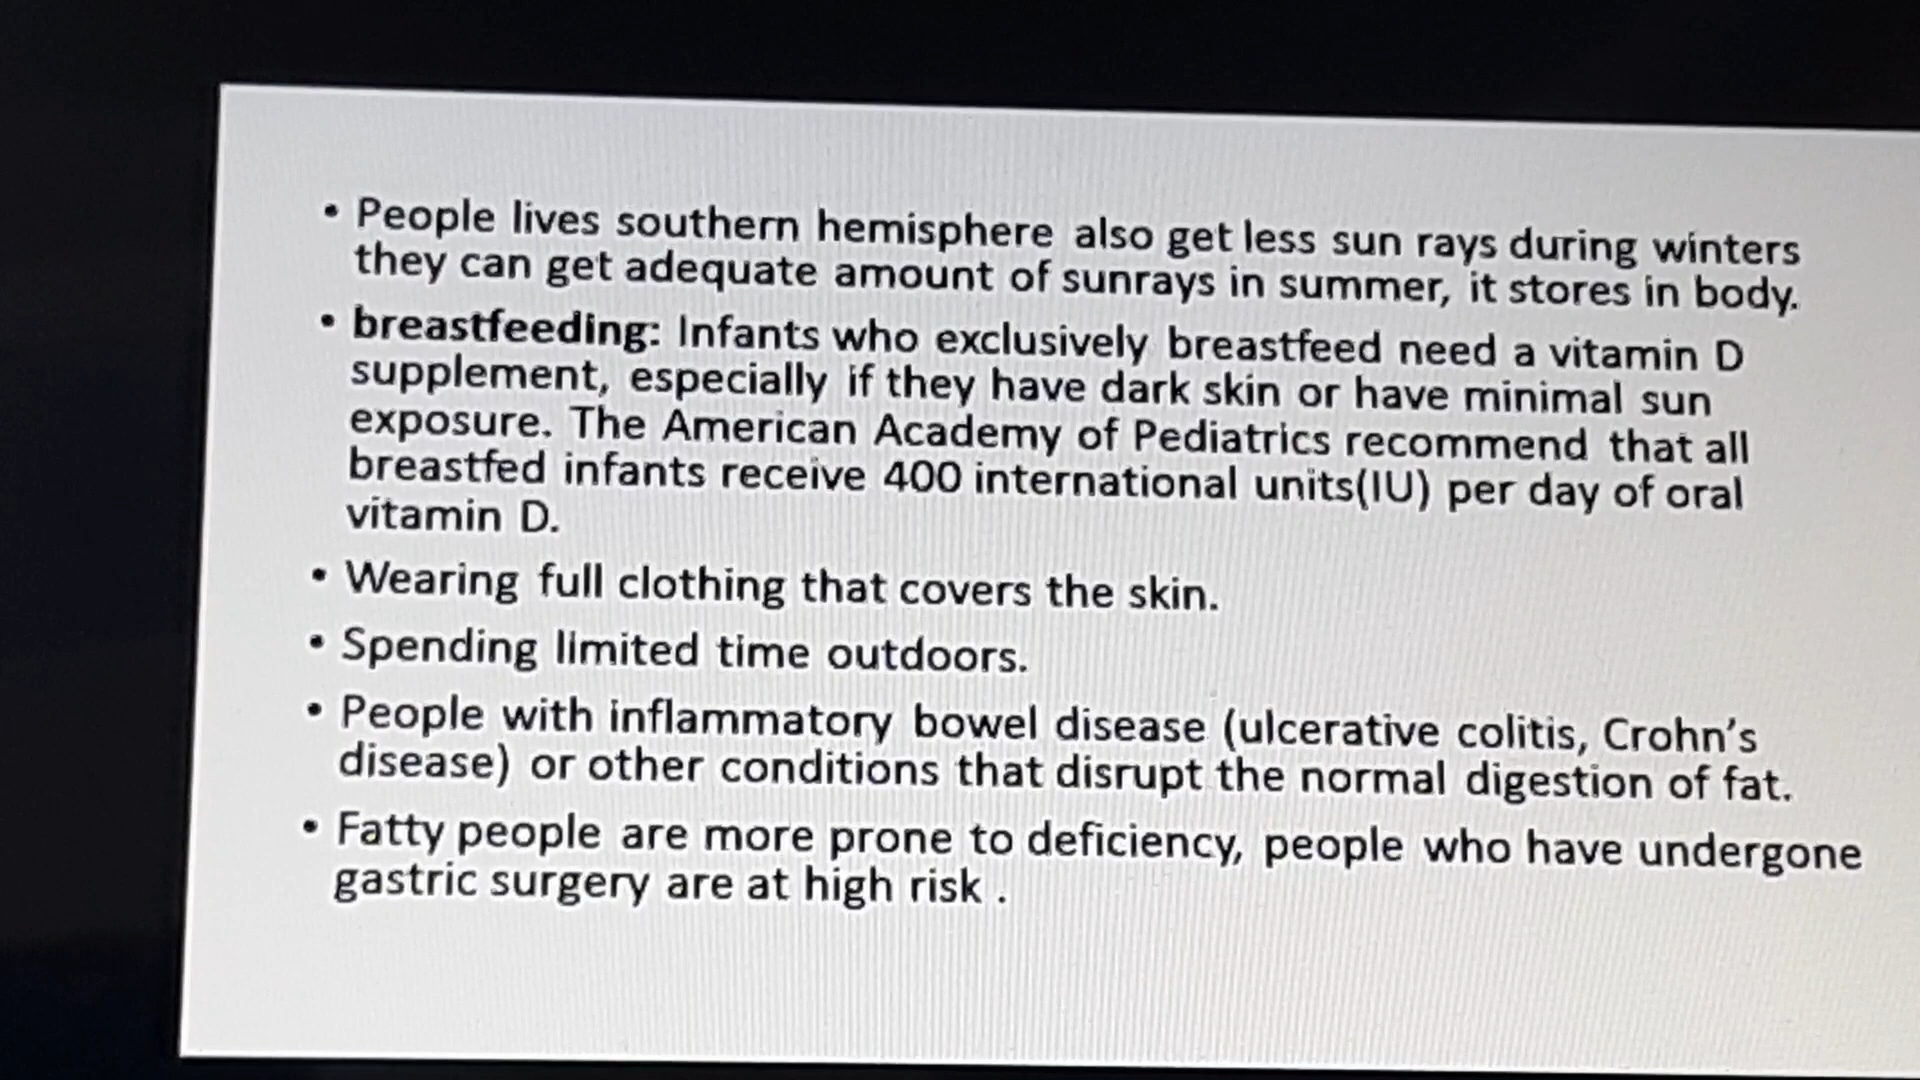 • People lives southern hemisphere also get less sun rays during winters
they can get adequate amount of sunrays in summer, it stores in body.
• breastfeeding: Infants who exclusively breastfeed need a vitamin D
supplement, especially if they have dark skin or have minimal sun
exposure. The American Academy of Pediatrics recommend that all
breastfed infants receive 400 international units(IU) per day of oral
vitamin D.
• Wearing full clothing that covers the skin.
• Spending limited time outdoors.
• People with inflammatory bowel disease (ulcerative colitis, Crohn's
disease) or other conditions that disrupt the normal digestion of fat.
• Fatty people are more prone to deficiency, people who have undergone
gastric surgery are at high risk .